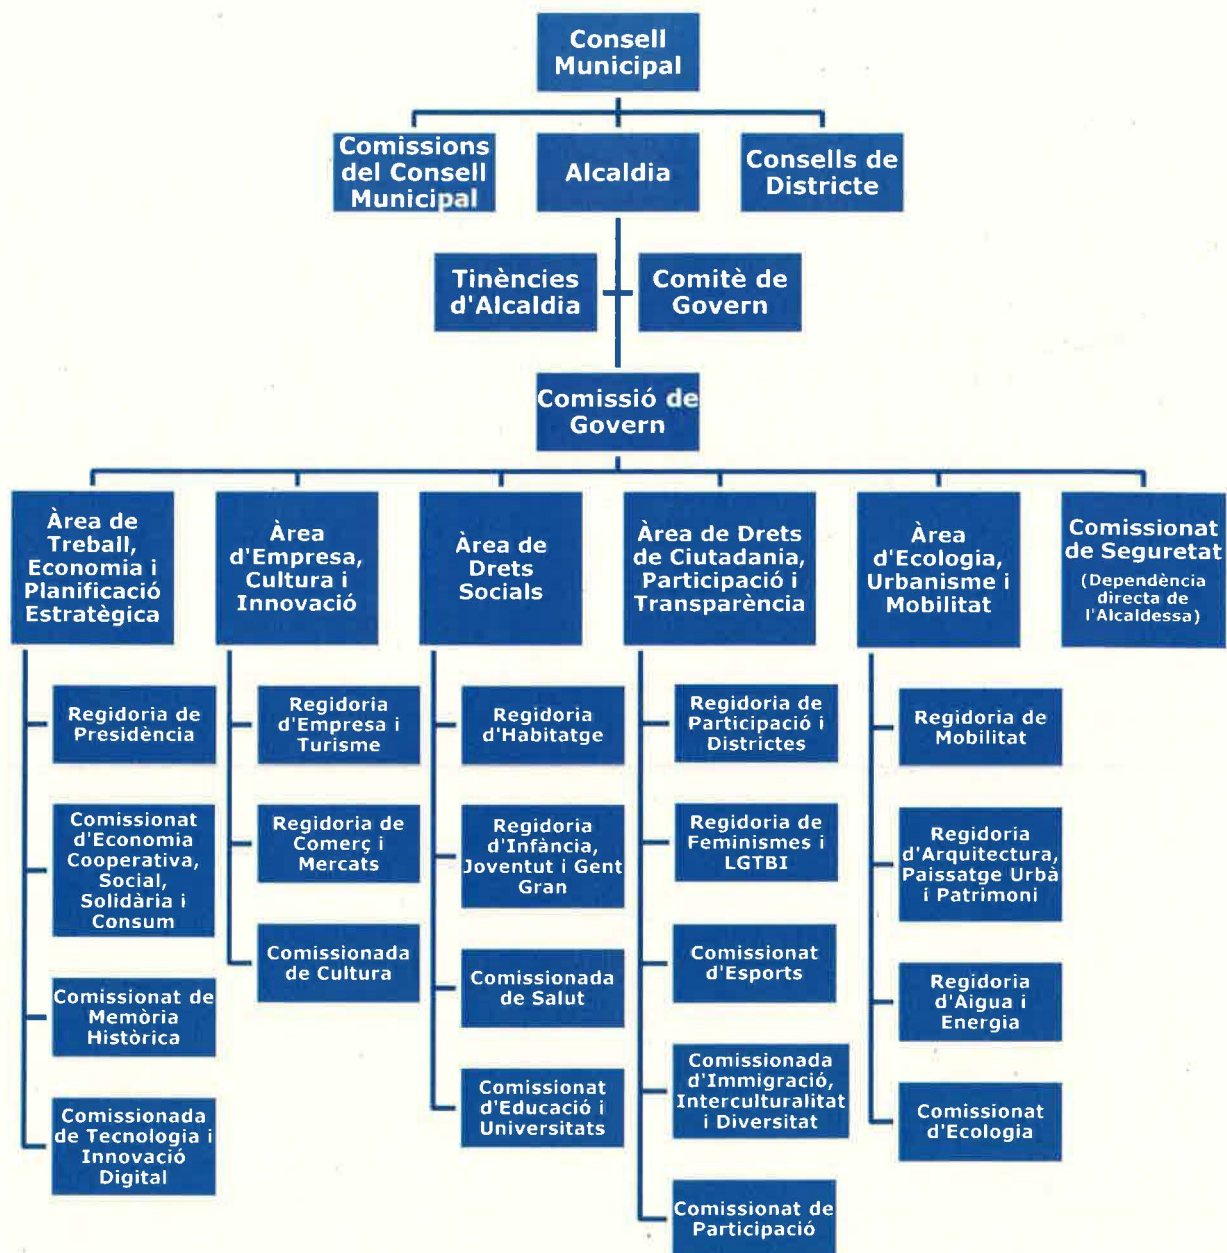 Consell
Municipal
Comissions
del Consell
Municipal
Alcaldia
Consells de
Districte
Tinències
d'Alcaldia
Comitè de
Govern
Comissió de
Govern
Àrea de
Treball,
Economia i
Planificació
Estratègica
Àrea
d'Empresa,
Cultura i
Innovació
Àrea de
Drets
Socials
Àrea de Drets
de Ciutadania,
Participació i
Transparència
Àrea
d'Ecologia,
Urbanisme i
Mobilitat
Comissionat
de Seguretat
(Dependència
directa de
l'Alcaldessa)
Regidoria de
Presidència
Comissionat
d'Economia
Cooperativa,
Social,
Solidària i
Consum
Comissionat de
Memòria
Històrica
Comissionada
de Tecnologia i
Innovació
Digital
Regidoria
d'Empresa i
Turisme
Regidoria de
Comerç i
Mercats
Comissionada
de Cultura
Regidoria
d'Habitatge
Regidoria
d'Infància,
Joventut i Gent
Gran
Comissionada
de Salut
Comissionat
d'Educació i
Universitats
Regidoria de
Participació i
Districtes
Regidoria de
Feminismes i
LGTBI
Comissionat
d'Esports
Comissionada
d'Immigració,
Interculturalitat
i Diversitat
Comissionat de
Participació
Regidoria de
Mobilitat
Regidoria
d'Arquitectura,
Paissatge Urbà
i Patrimoni
Regidoria
d'Aigua i
Energia
Comissionat
d'Ecologia